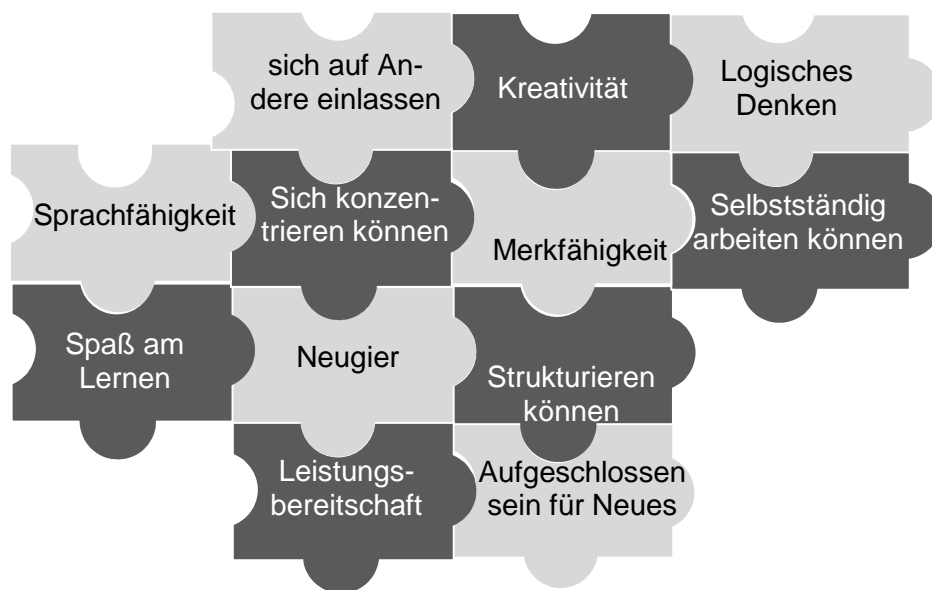 sich auf An-
dere einlassen
Kreativität
Logisches
Denken
Sprachfähigkeit
Sich konzen-
trieren können
Merkfähigkeit
Selbstständig
arbeiten können
Spaß am
Lernen
Neugier
Strukturieren
können
Leistungs-
bereitschaft
Aufgeschlossen
sein für Neues